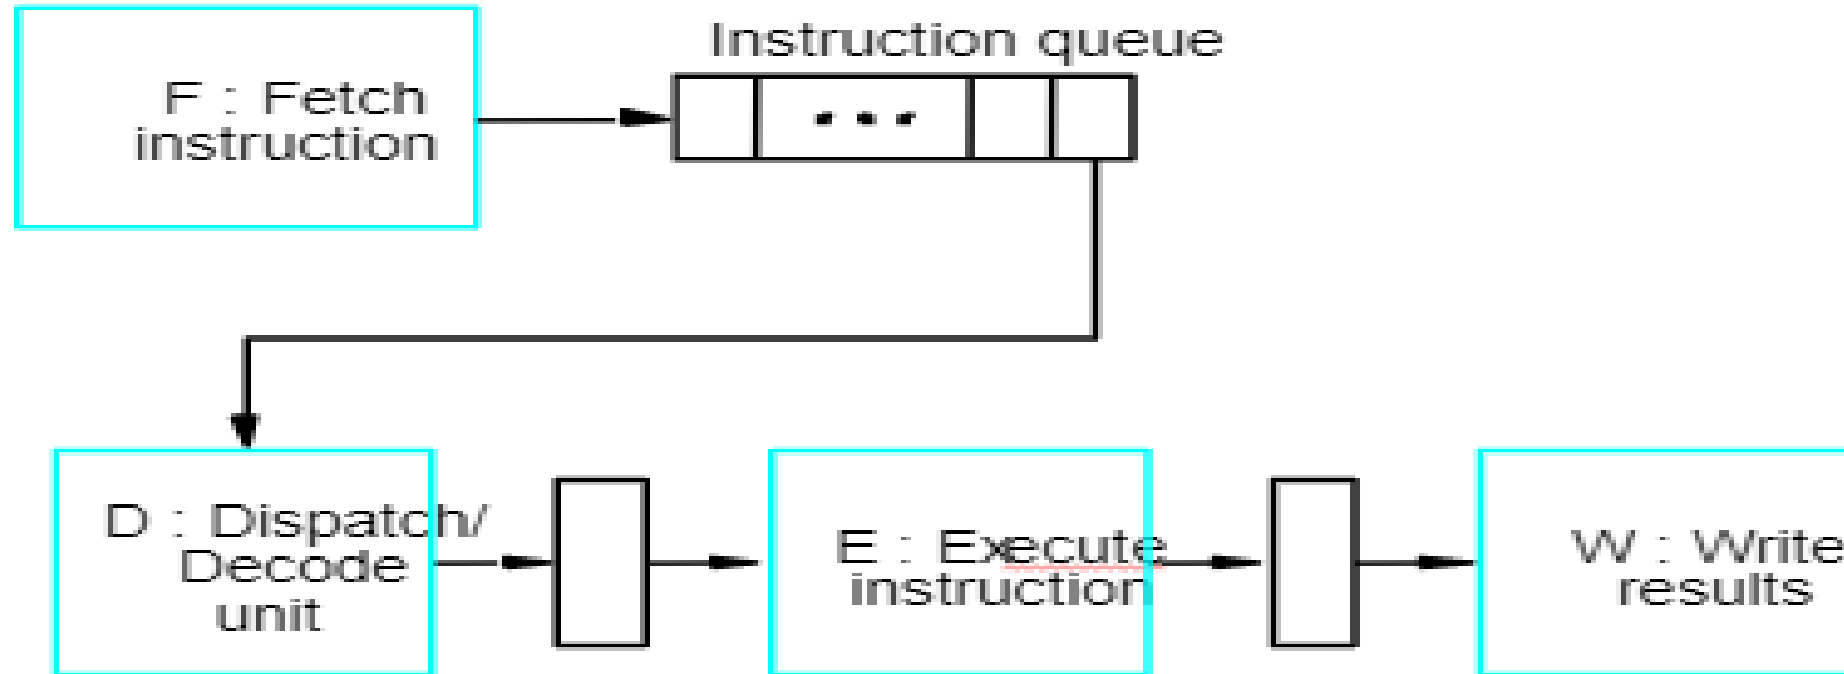 Instruction queue
F : Fetch
instruction
...
D : Dispatch/
Decode
unit
E : Execute
instruction
W : Write
results